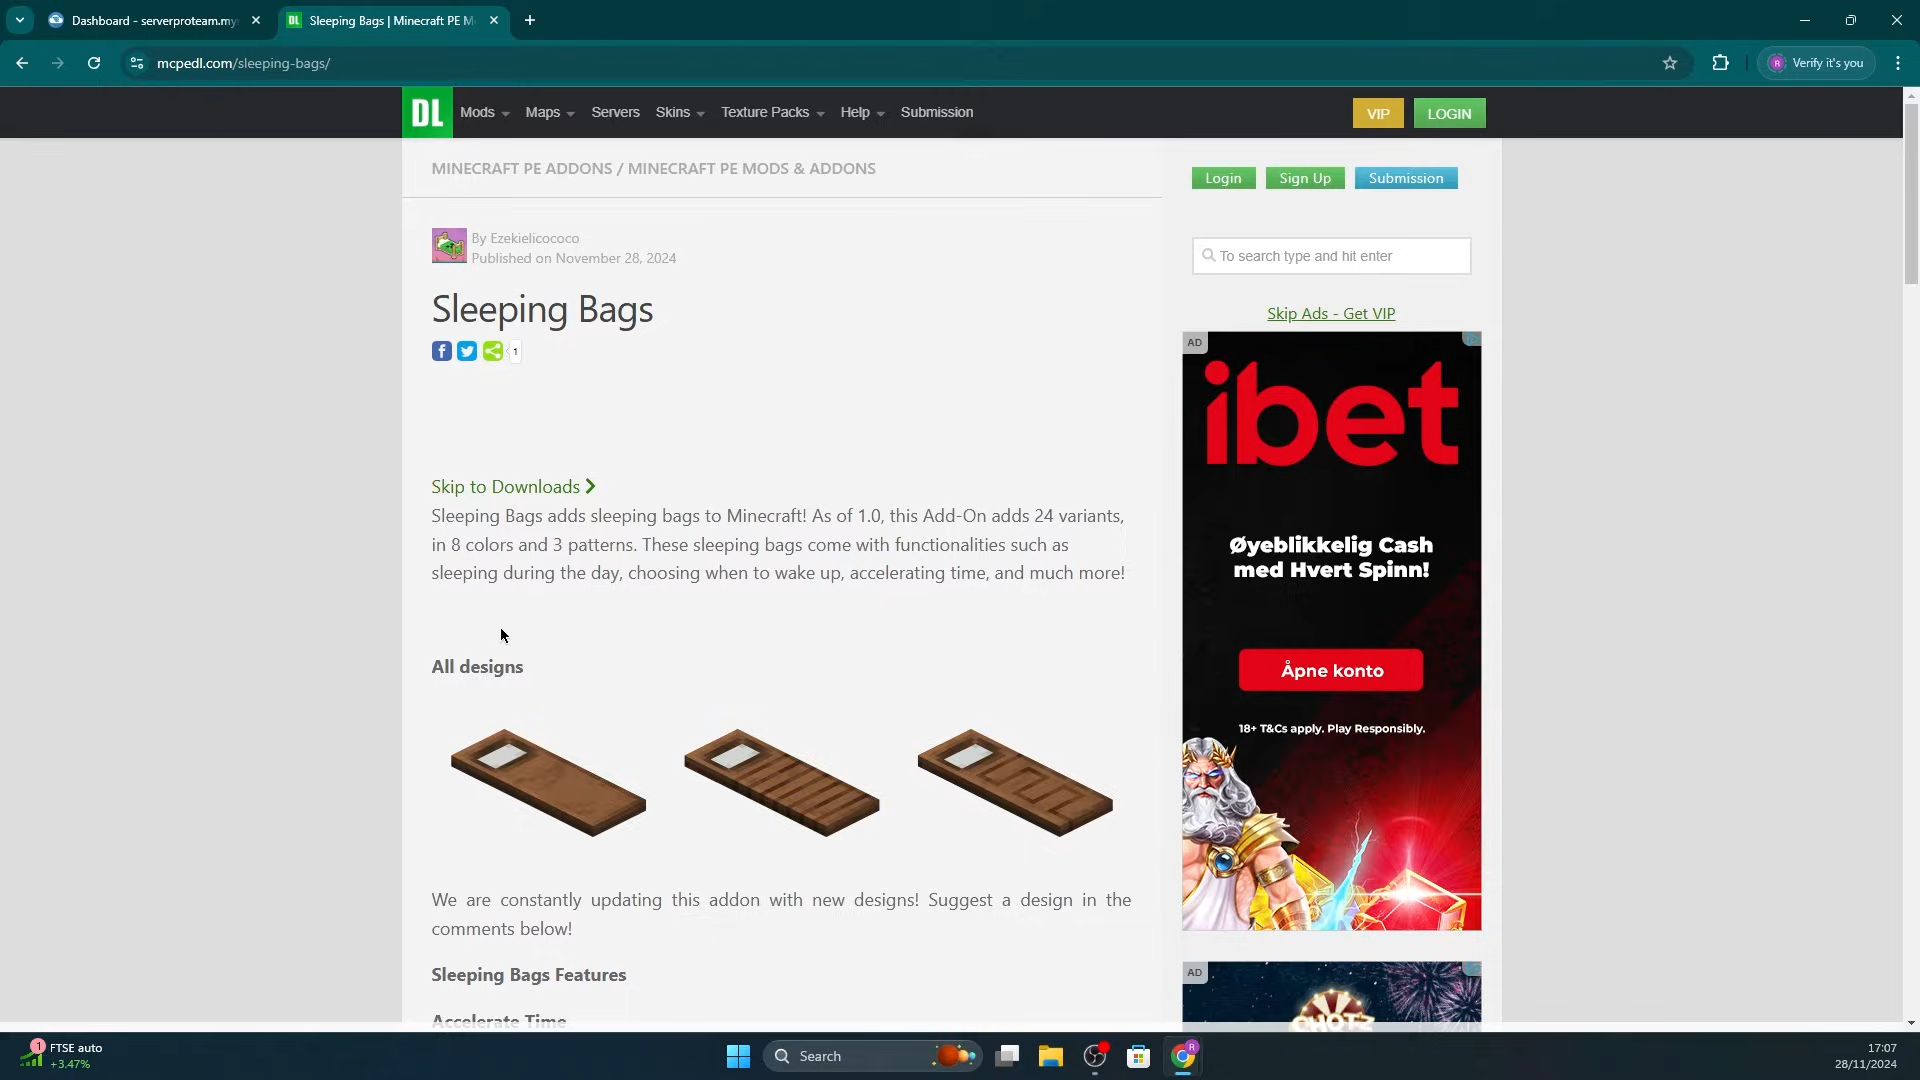 Dashboard - serverproteam.my
Sleeping Bags | Minecraft PE M
mcpedl.com/sleeping-bags/
R
Verify it's you
DL
Mods
Maps
Servers
Skins
Texture Packs
Help
Submission
VIP
LOGIN
MINECRAFT PE ADDONS / MINECRAFT PE MODS & ADDONS
Login
Sign Up
Submission
By Ezekielicococo
Published on November 28, 2024
To search type and hit enter
Sleeping Bags
Skip Ads - Get VIP
1
AD
ibet
Skip to Downloads
Sleeping Bags adds sleeping bags to Minecraft! As of 1.0, this Add-On adds 24 variants,
in 8 colors and 3 patterns. These sleeping bags come with functionalities such as
sleeping during the day, choosing when to wake up, accelerating time, and much more!
Øyeblikkelig Cash
med Hvert Spinn!
Åpne konto
18+ T&Cs apply. Play Responsibly.
All designs
We are constantly updating this addon with new designs! Suggest a design in the
comments below!
Sleeping Bags Features
Accelerate Time
AD
1
FTSE auto
+3.47%
Search
R
17:07
28/11/2024